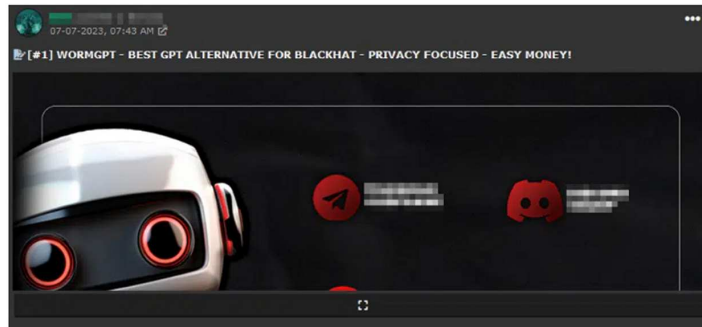 07-07-2023, 07:43 AM
[#1] WORMGPT - BEST GPT ALTERNATIVE FOR BLACKHAT - PRIVACY FOCUSED - EASY MONEY!